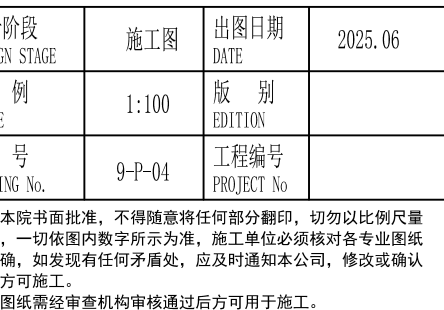 计阶段 施工图 出图日期 2025.06
GN STAGE DATE
例 1:100 版 别
E EDITION
号 9-P-04 工程编号
ING No. PROJECT No
本院书面批准，不得随意将任何部分翻印，切勿以比例尺量
，一切依图内数字所示为准，施工单位必须核对各专业图纸
确，如发现有任何矛盾处，应及时通知本公司，修改或确认
方可施工。
图纸需经审查机构审核通过后方可用于施工。